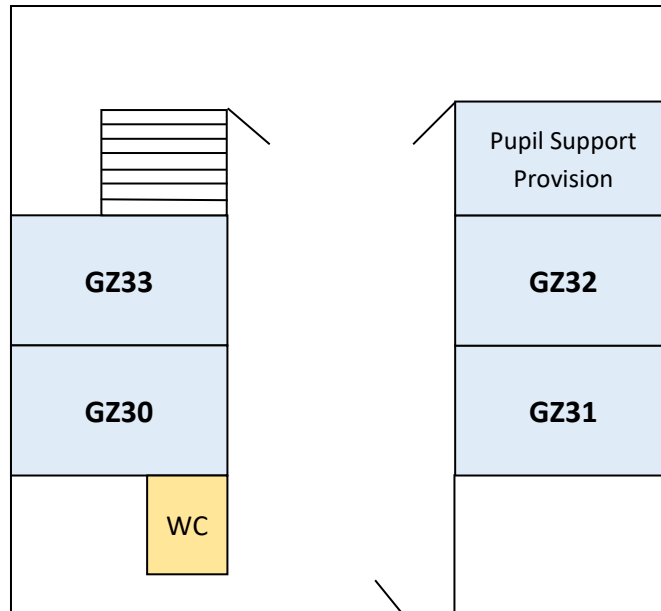 Pupil Support
Provision
GZ33
GZ32
GZ30
GZ31
WC